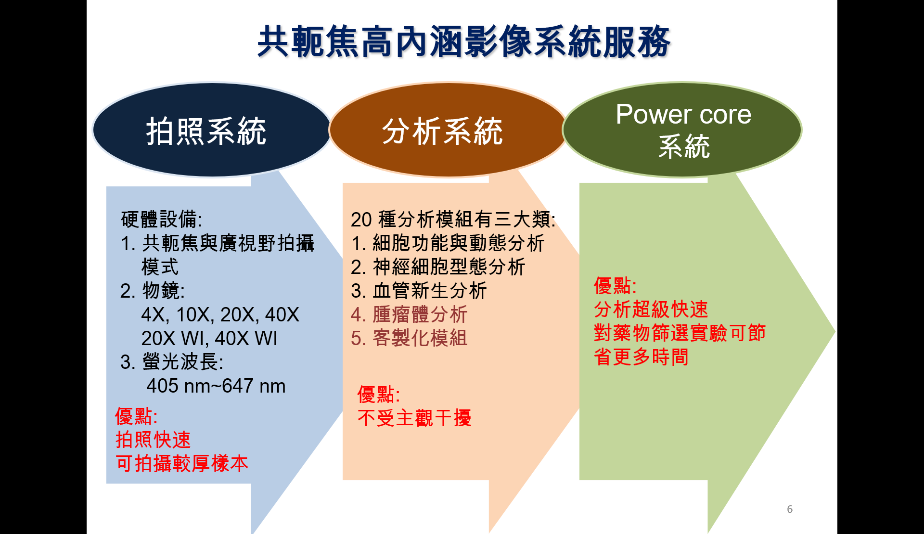 共軛焦高內涵影像系統服務
拍照系統
硬體設備:
1. 共軛焦與廣視野拍攝
模式
2. 物鏡:
4X, 10X, 20X, 40X
20X WI, 40X WI
3. 螢光波長:
405 nm~647 nm
優點:
拍照快速
可拍攝較厚樣本
分析系統
20 種分析模組有三大類:
1. 細胞功能與動態分析
2. 神經細胞型態分析
3. 血管新生分析
4. 腫瘤體分析
5. 客製化模組
優點:
不受主觀干擾
Power core
系統
優點:
分析超級快速
對藥物篩選實驗可節
省更多時間
6